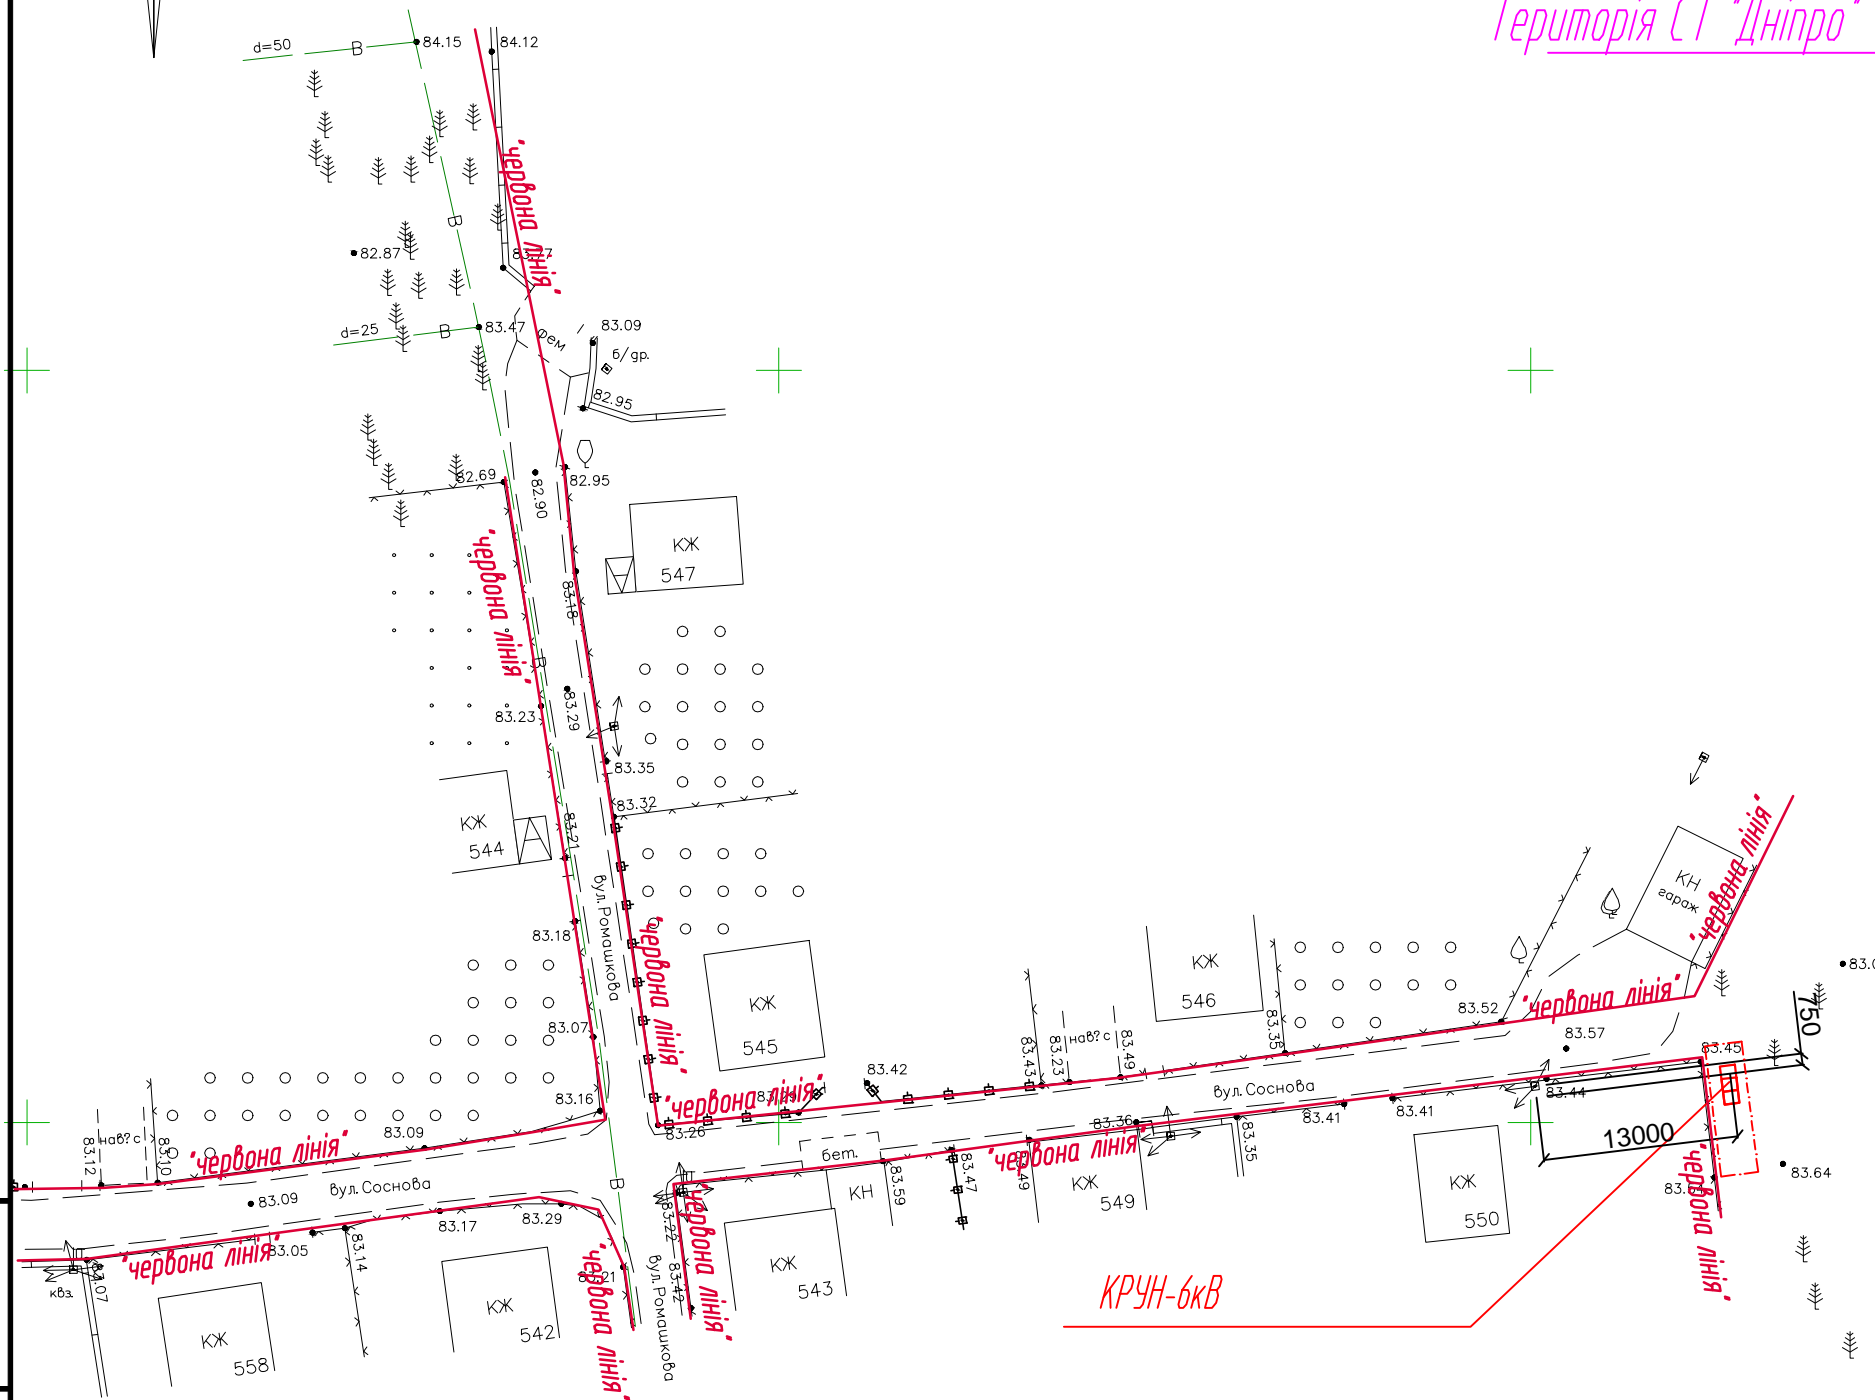 Територія СТ "Дніпро"
d=50
В
84.15
84.12
"червона лінія"
В
82.87
83.77
d=25
В
83.47
фем
83.09
б/др.
82.95
82.69
82.90
82.95
"червона лінія"
КЖ
547
83.18
В
83.23
83.29
83.35
83.32
КЖ
544
83.21
вул.Ромашкова
83.18
"червона лінія"
КЖ
545
83.07
83.16
КЖ
546
83.52
"червона лінія"
КН
гараж
"червона лінія"
83.57
750
83.45
83.44
13000
83.35
83.43
83.23
нав?с
83.49
83.42
"червона лінія"
83.26
вул.Соснова
83.36
83.41
83.41
83.35
83.12
нав?с
83.10
83.09
"червона лінія"
вул.Соснова
83.09
83.17
83.29
83.05
83.14
"червона лінія"
83.07
квз.
КЖ
558
КЖ
542
"червона лінія"
В
83.22
83.42
вул.Ромашкова
"червона лінія"
бет.
КН
83.59
83.47
"червона лінія"
КЖ
549
КЖ
543
КЖ
550
83.64
"червона лінія"
КРУН-6кВ